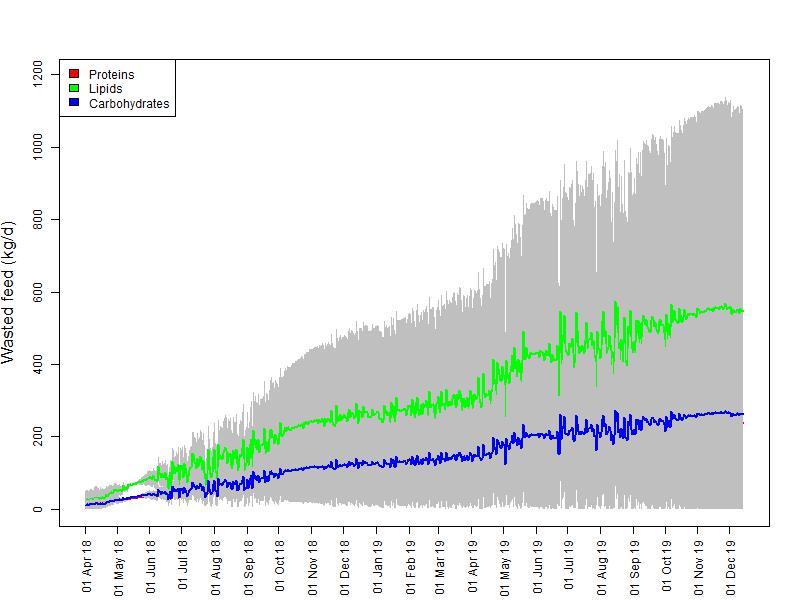 Proteins
Lipids
Carbohydrates
Wasted feed (kg/d)
1200
1000
800
600
400
200
0
01 Apr 18
01 May 18
01 Jun 18
01 Jul 18
01 Aug 18
01 Sep 18
01 Oct 18
01 Nov 18
01 Dec 18
01 Jan 19
01 Feb 19
01 Mar 19
01 Apr 19
01 May 19
01 Jun 19
01 Jul 19
01 Aug 19
01 Sep 19
01 Oct 19
01 Nov 19
01 Dec 19